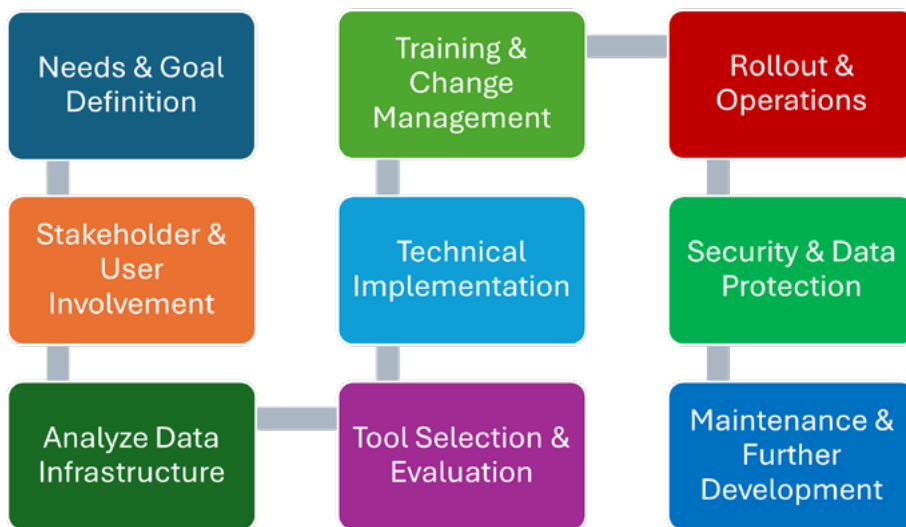 Needs & Goal
Definition
Stakeholder &
User
Involvement
Analyze Data
Infrastructure
Tool Selection &
Evaluation
Technical
Implementation
Training &
Change
Management
Rollout &
Operations
Security & Data
Protection
Maintenance &
Further
Development